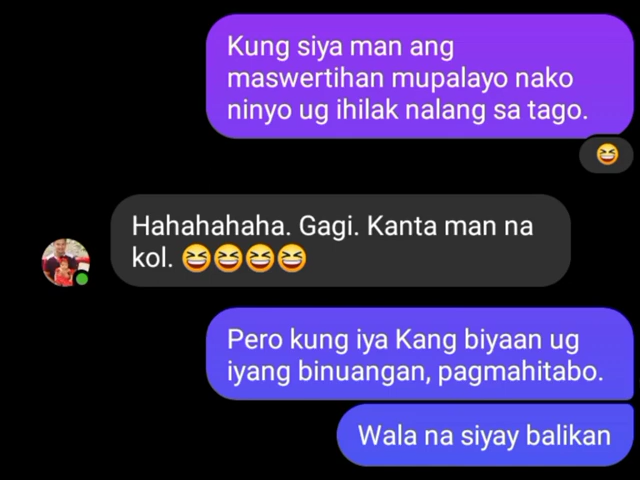 Kung siya man ang
maswertihan mupalayo nako
ninyo ug ihilak nalang sa tago.
Hahahahaha. Gagi. Kanta man na
kol. 😆😆😆😆
Pero kung iya Kang biyaan ug
iyang binuangan, pagmahitabo.
Wala na siyay balikan